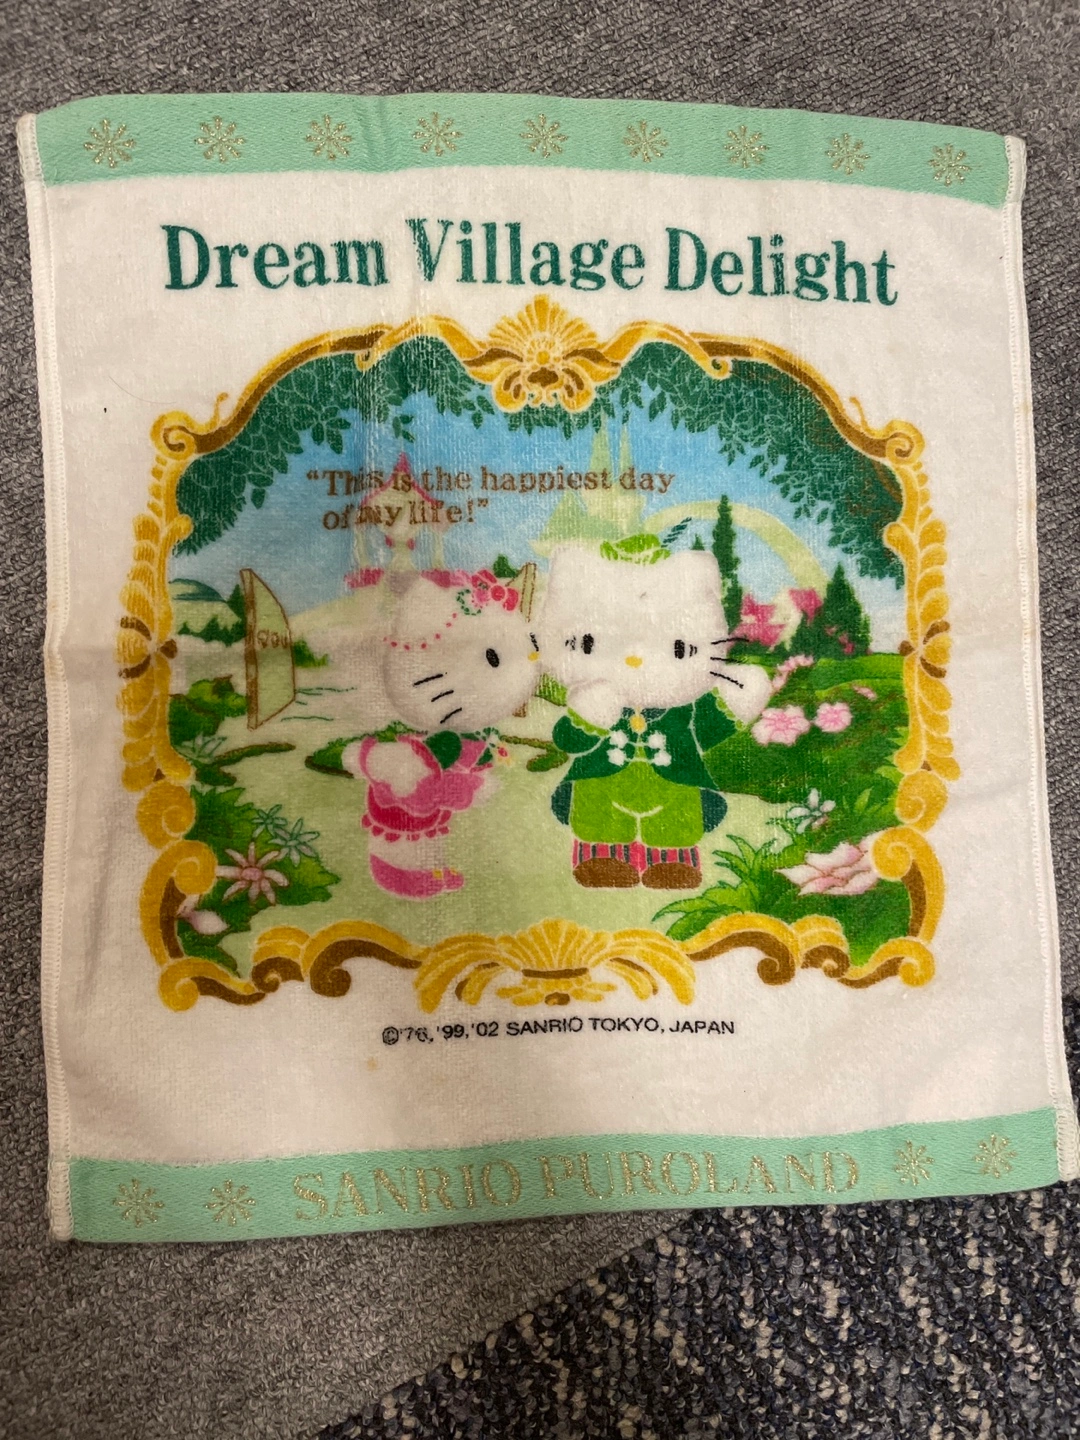 Dream Village Delight
"This is the happiest day
of my life!"
©'76,'99,'02 SANRIO TOKYO, JAPAN
SANRIO PUROLAND